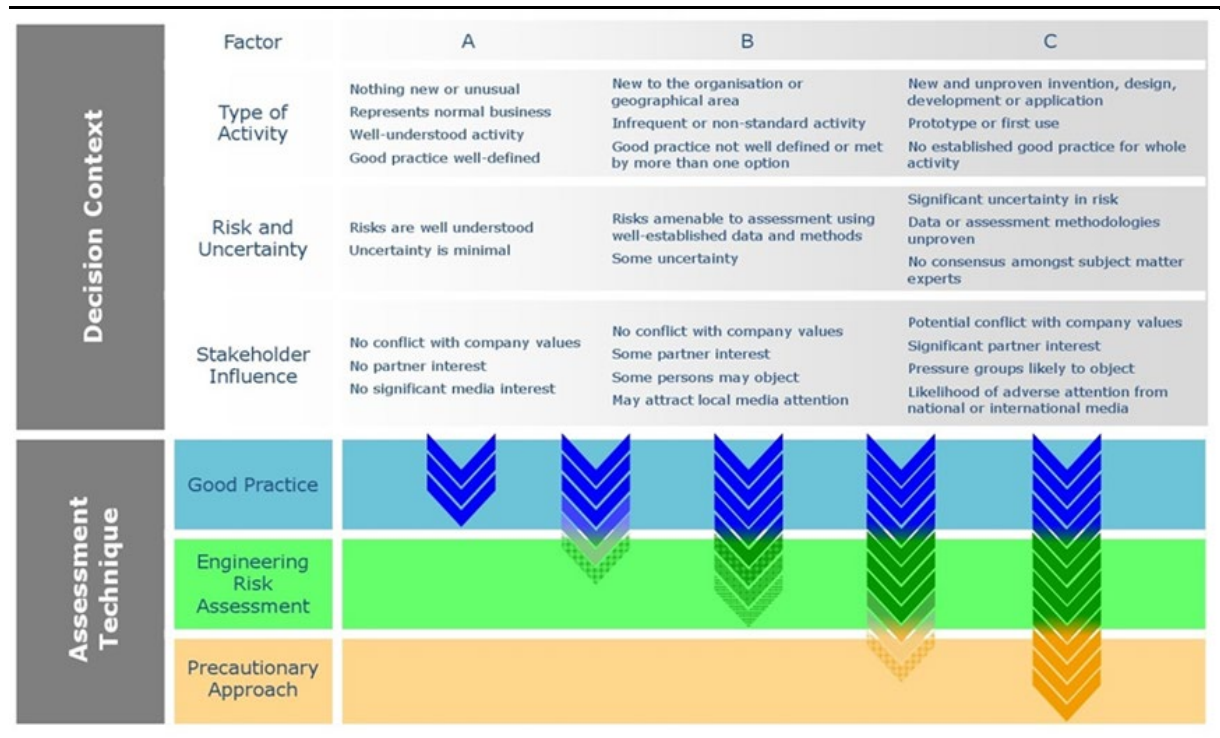 Decision Context
Factor
A
B
C
Type of
Activity
Nothing new or unusual
Represents normal business
Well-understood activity
Good practice well-defined
New to the organisation or
geographical area
Infrequent or non-standard activity
Good practice not well defined or met
by more than one option
New and unproven invention, design,
development or application
Prototype or first use
No established good practice for whole
activity
Risk and
Uncertainty
Risks are well understood
Uncertainty is minimal
Risks amenable to assessment using
well-established data and methods
Some uncertainty
Significant uncertainty in risk
Data or assessment methodologies
unproven
No consensus amongst subject matter
experts
Stakeholder
Influence
No conflict with company values
No partner interest
No significant media interest
No conflict with company values
Some partner interest
Some persons may object
May attract local media attention
Potential conflict with company values
Significant partner interest
Pressure groups likely to object
Likelihood of adverse attention from
national or international media
Assessment
Technique
Good Practice
Engineering
Risk
Assessment
Precautionary
Approach